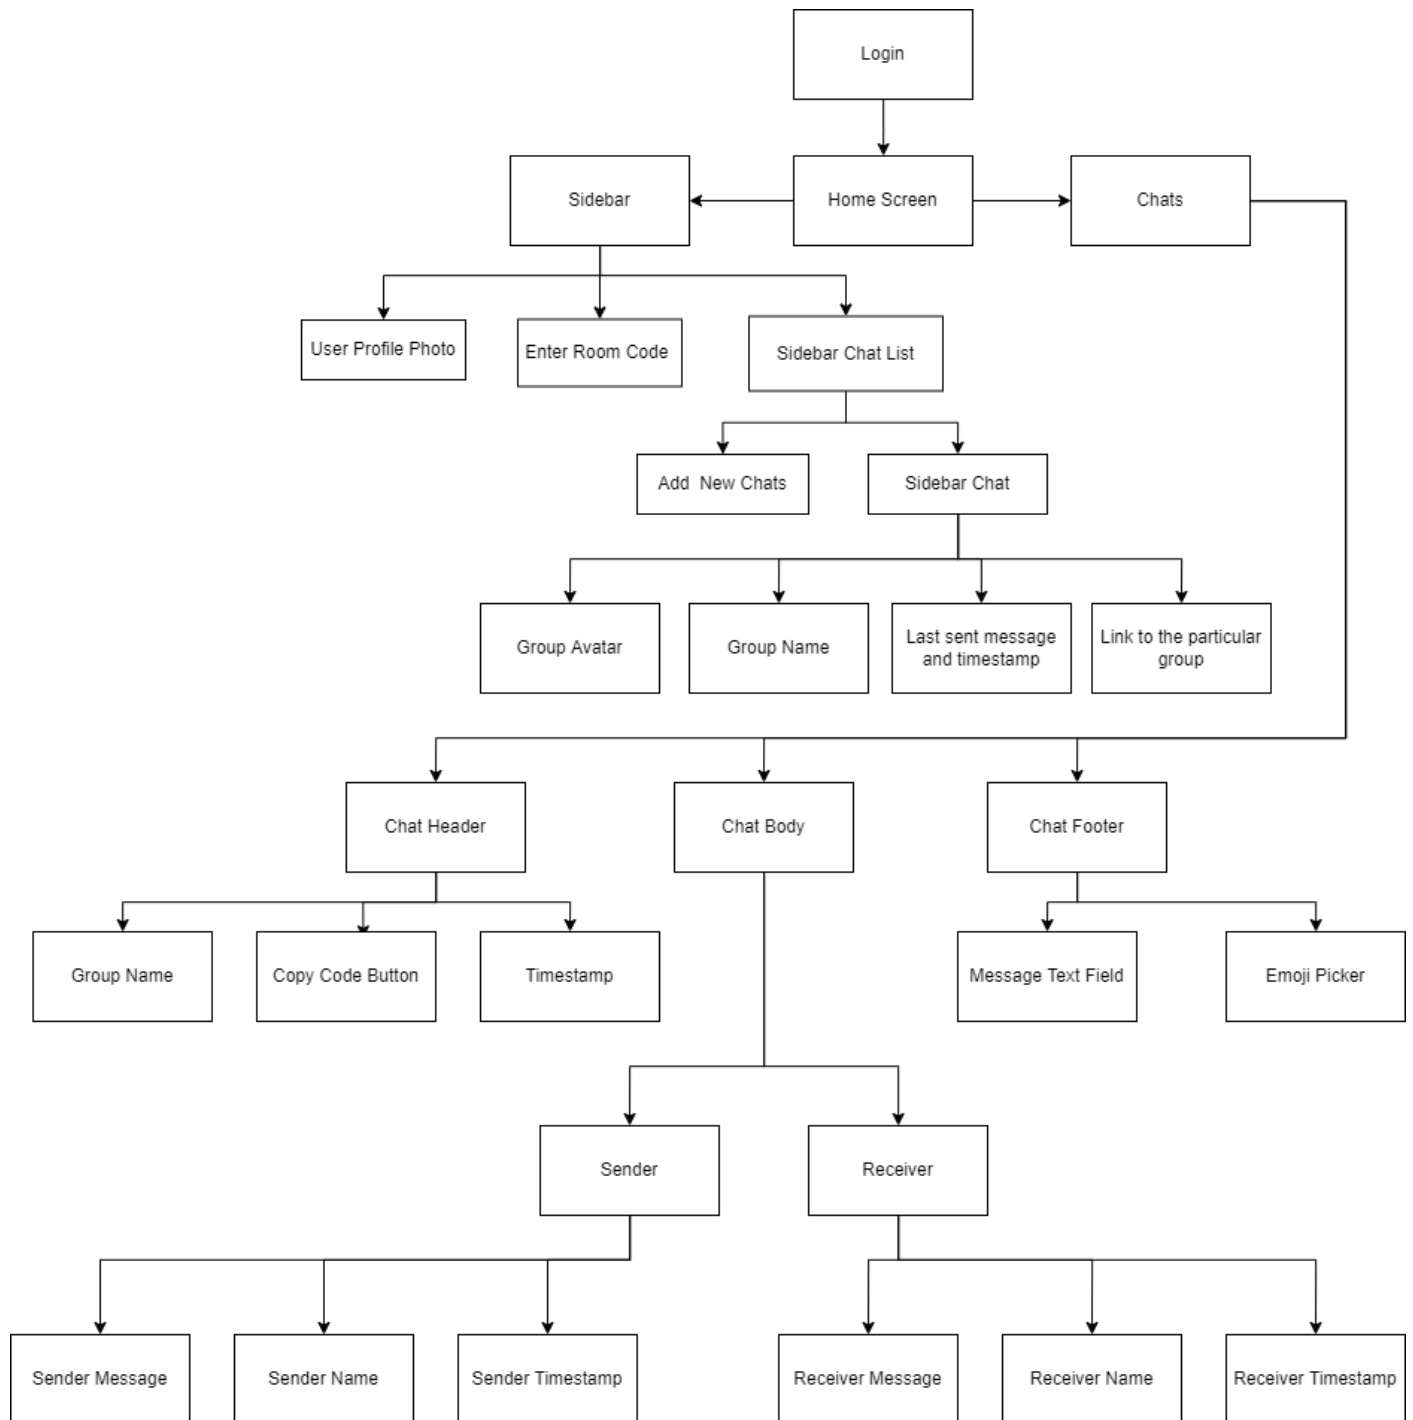 Login
Sidebar
Home Screen
Chats
User Profile Photo
Enter Room Code
Sidebar Chat List
Add  New Chats
Sidebar Chat
Group Avatar
Group Name
Last sent message
and timestamp
Link to the particular
group
Chat Header
Chat Body
Chat Footer
Group Name
Copy Code Button
Timestamp
Message Text Field
Emoji Picker
Sender
Receiver
Sender Message
Sender Name
Sender Timestamp
Receiver Message
Receiver Name
Receiver Timestamp